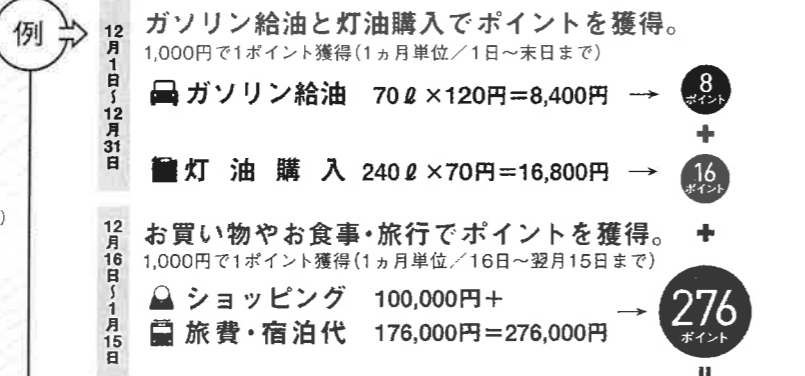 例
12月1日〜12月31日
ガソリン給油と灯油購入でポイントを獲得。
1,000円で1ポイント獲得(1ヵ月単位/1日〜末日まで)
ガソリン給油 70ℓ×120円=8,400円 → 8ポイント
+
灯油購入 240ℓ×70円=16,800円 → 16ポイント
+
12月16日〜1月15日
お買い物やお食事・旅行でポイントを獲得。
1,000円で1ポイント獲得(1ヵ月単位/16日〜翌月15日まで)
ショッピング 100,000円+
旅費・宿泊代 176,000円=276,000円 → 276ポイント
)